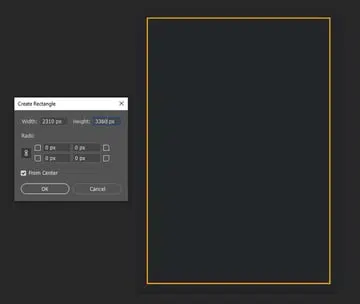 Create Rectangle
Width: 2310 px Height: 3360 px
Radii:
0 px 0 px
0 px 0 px
From Center
OK Cancel